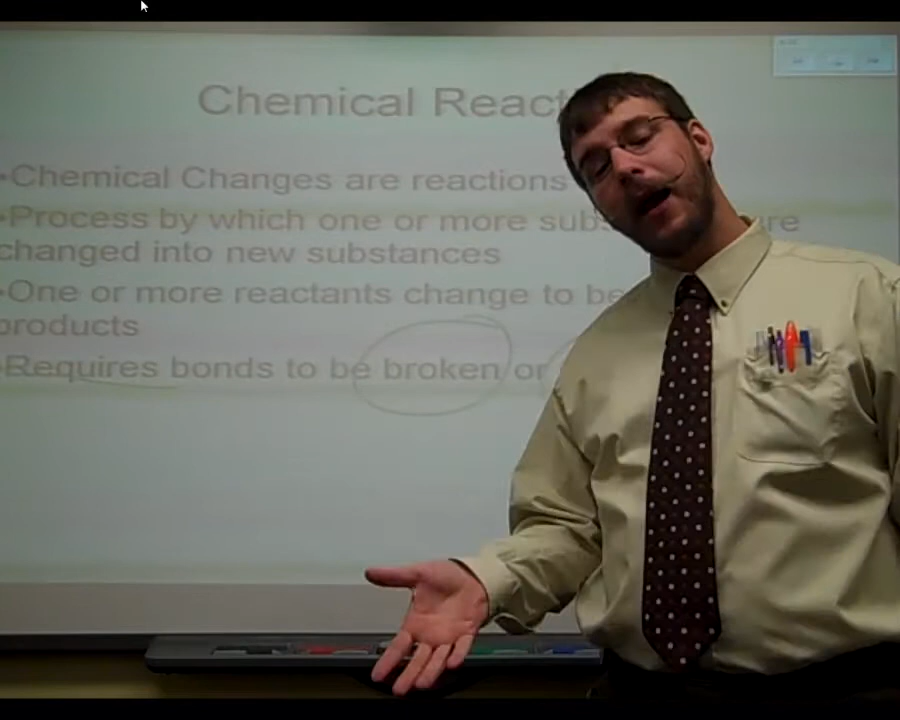 Chemical React
•Chemical Changes are reactions
•Process by which one or more subs re
changed into new substances
•One or more reactants change to be
products
•Requires bonds to be broken or